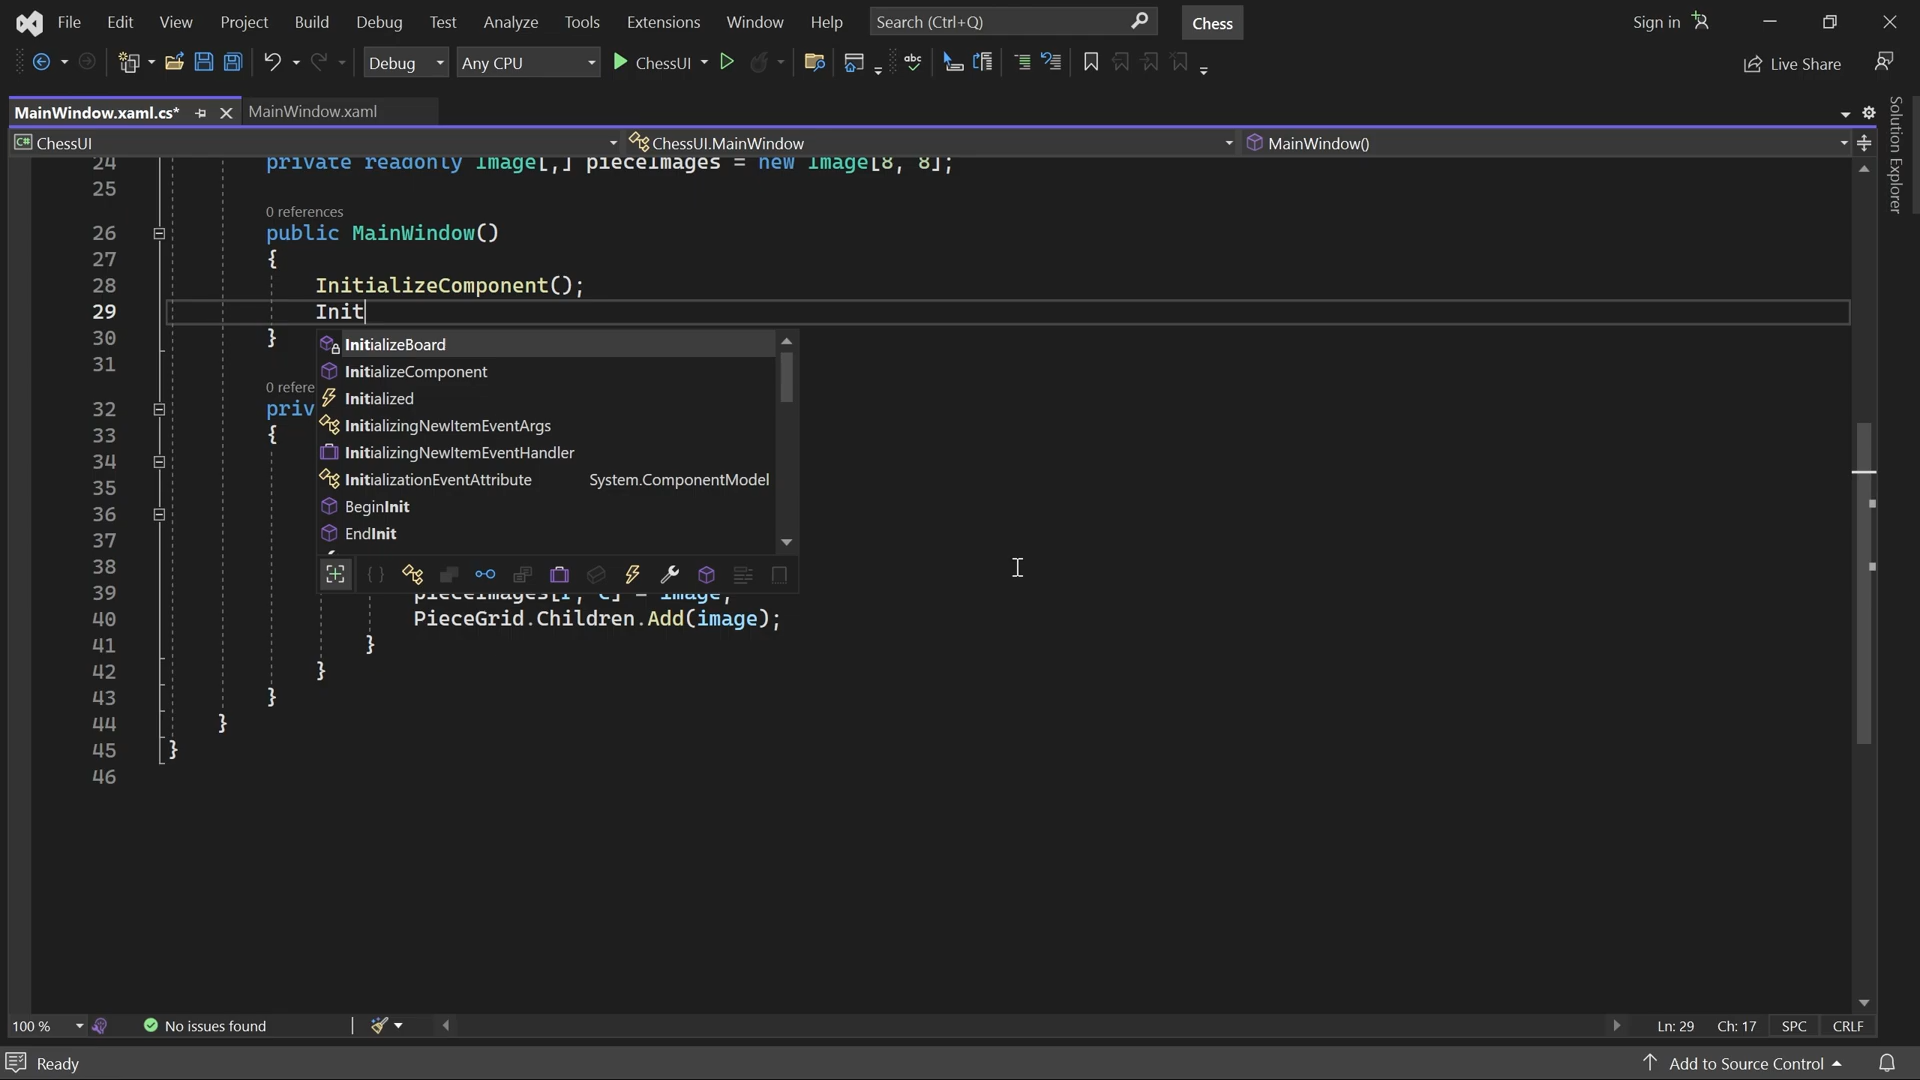 File Edit View Project Build Debug Test Analyze Tools Extensions Window Help Search (Ctrl+Q) Chess Sign in
Debug Any CPU ChessUI Live Share
MainWindow.xaml.cs* MainWindow.xaml
ChessUI ChessUI.MainWindow MainWindow()
Solution Explorer
24 private readonly Image[,] pieceImages = new Image[8, 8];
25
0 references
26 public MainWindow()
27 {
28 InitializeComponent();
29 Init
30 }
31
0 refere
32 priv
33 {
34
35
36
37
38
39 pieceImages[r, c] = image;
40 PieceGrid.Children.Add(image);
41 }
42 }
43 }
44 }
45 }
46
InitializeBoard
InitializeComponent
Initialized
InitializingNewItemEventArgs
InitializingNewItemEventHandler
InitializationEventAttribute System.ComponentModel
BeginInit
EndInit
100 % No issues found Ln: 29 Ch: 17 SPC CRLF
Ready Add to Source Control